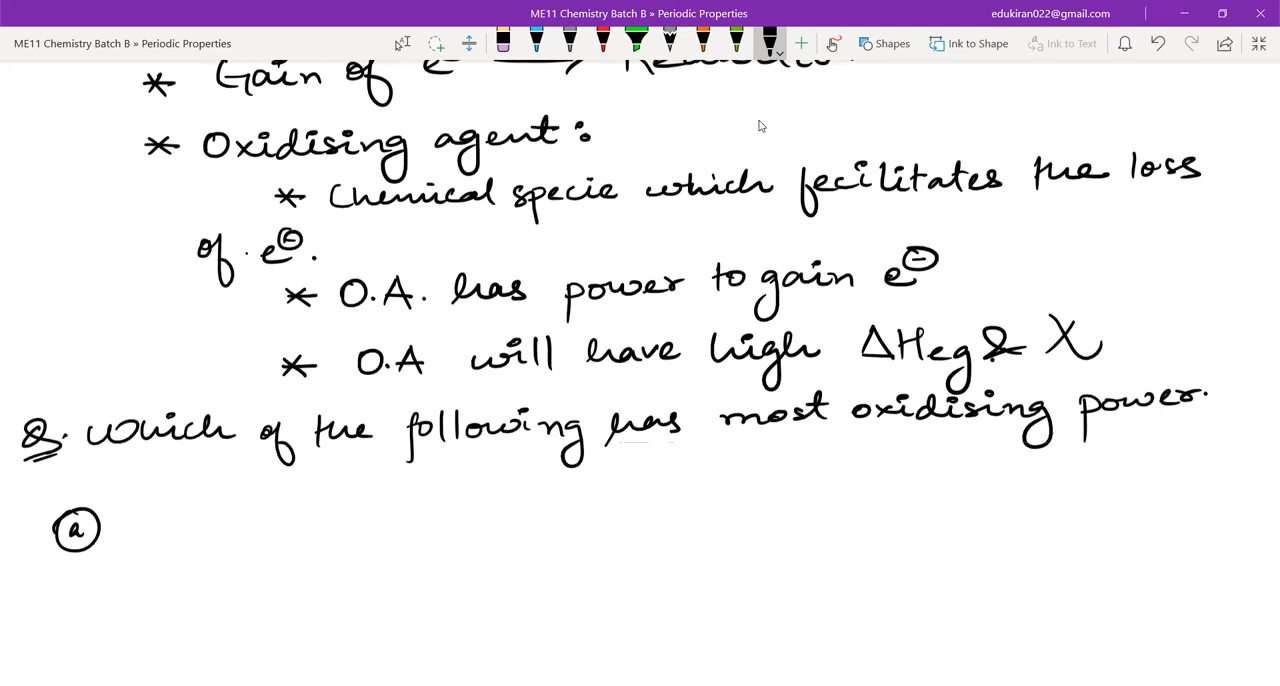 ME11 Chemistry Batch B » Periodic Properties
edukiran022@gmail.com
ME11 Chemistry Batch B » Periodic Properties
Shapes
Ink to Shape
Ink to Text
* Gain of e
* Oxidising agent:
* Chemical specie which fecilitates the loss
of e⊖.
* O.A. has power to gain e⊖
* O.A will have high ΔHeg & X
Q. Which of the following has most oxidising power.
ⓐ